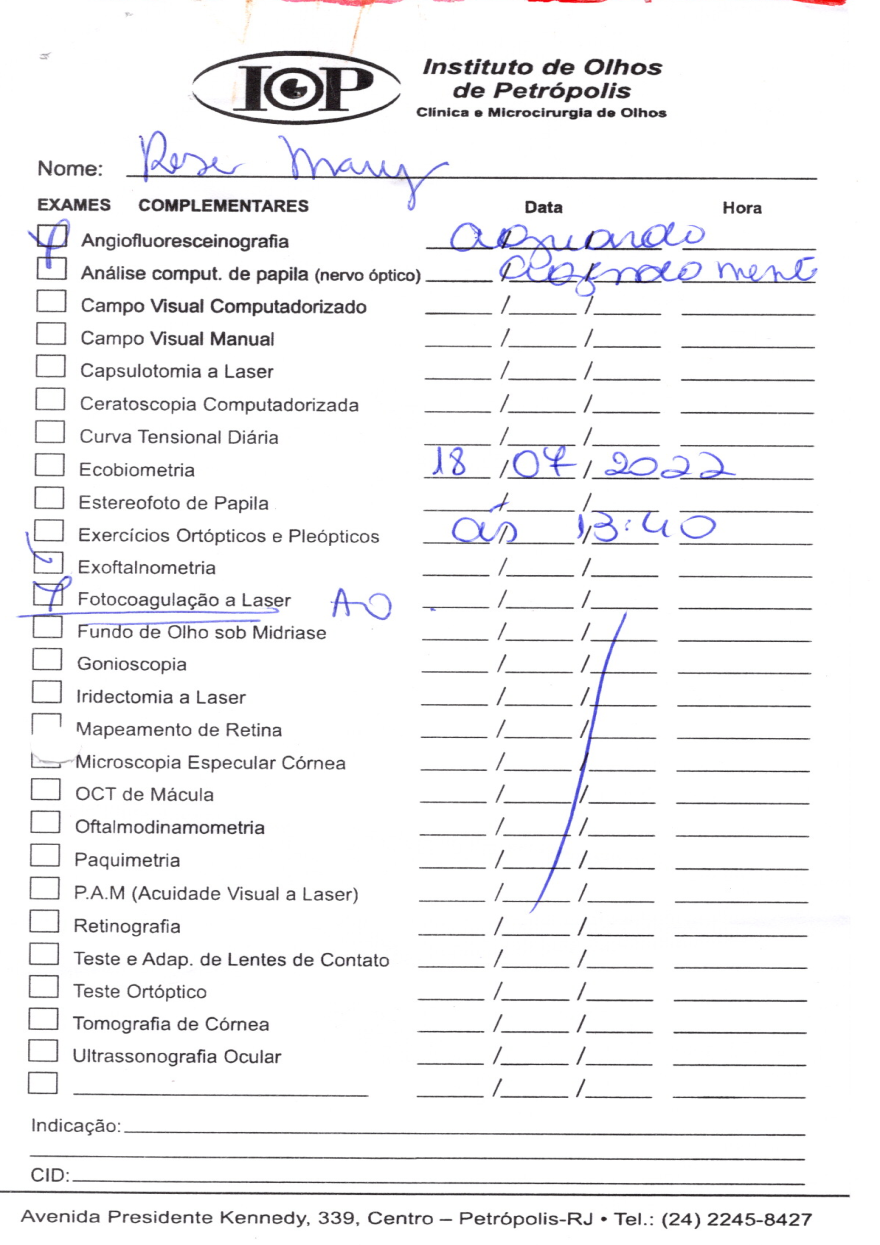 IOP Instituto de Olhos
de Petrópolis
Clínica e Microcirurgia de Olhos
Nome: Rose Mary
EXAMES COMPLEMENTARES Data Hora
Angiofluoresceinografia aguardo
Análise comput. de papila (nervo óptico)
Campo Visual Computadorizado / /
Campo Visual Manual / /
Capsulotomia a Laser / /
Ceratoscopia Computadorizada / /
Curva Tensional Diária / /
Ecobiometria 18 / 07 / 2022
Estereofoto de Papila / /
Exercícios Ortópticos e Pleópticos às 13:40
Exoftalnometria / /
Fotocoagulação a Laser AO / /
Fundo de Olho sob Midriase / /
Gonioscopia / /
Iridectomia a Laser / /
Mapeamento de Retina / /
Microscopia Especular Córnea / /
OCT de Mácula / /
Oftalmodinamometria / /
Paquimetria / /
P.A.M (Acuidade Visual a Laser) / /
Retinografia / /
Teste e Adap. de Lentes de Contato / /
Teste Ortóptico / /
Tomografia de Córnea / /
Ultrassonografia Ocular / /
/ /
Indicação:
CID:
Avenida Presidente Kennedy, 339, Centro – Petrópolis-RJ • Tel.: (24) 2245-8427